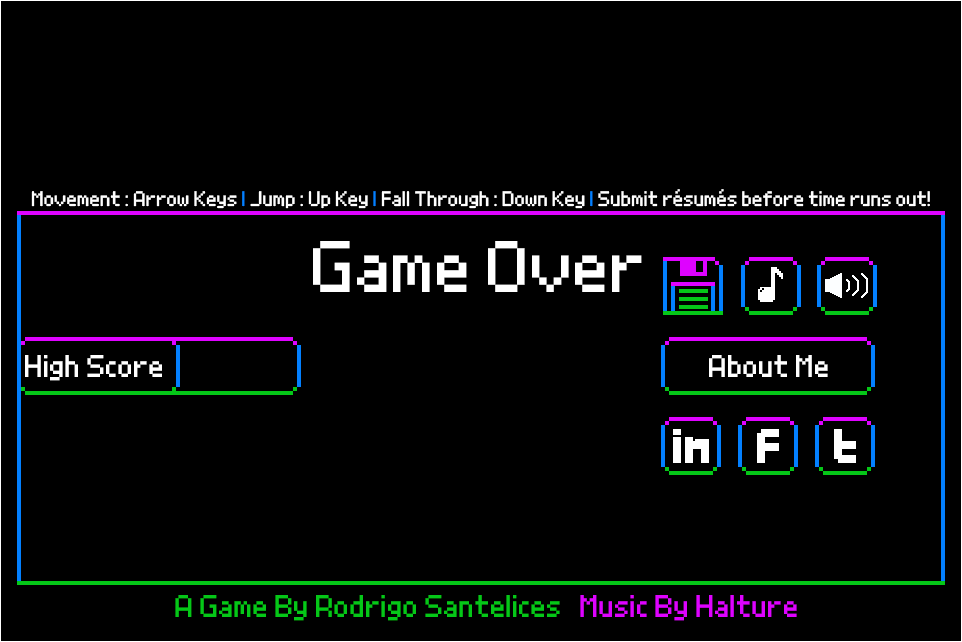 Movement : Arrow Keys | Jump : Up Key | Fall Through : Down Key | Submit résumés before time runs out!
Game Over
High Score
About Me
in F t
A Game By Rodrigo Santelices Music By Halture